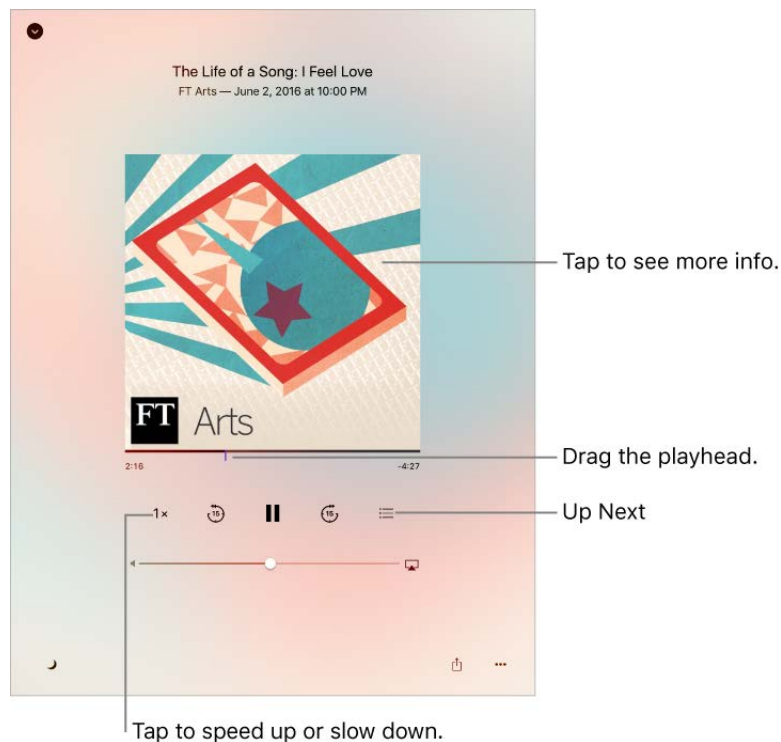 The Life of a Song: I Feel Love
FT Arts — June 2, 2016 at 10:00 PM
Tap to see more info.
FT Arts
Drag the playhead.
2:16 -4:27
Up Next
1× 15 15
Tap to speed up or slow down.